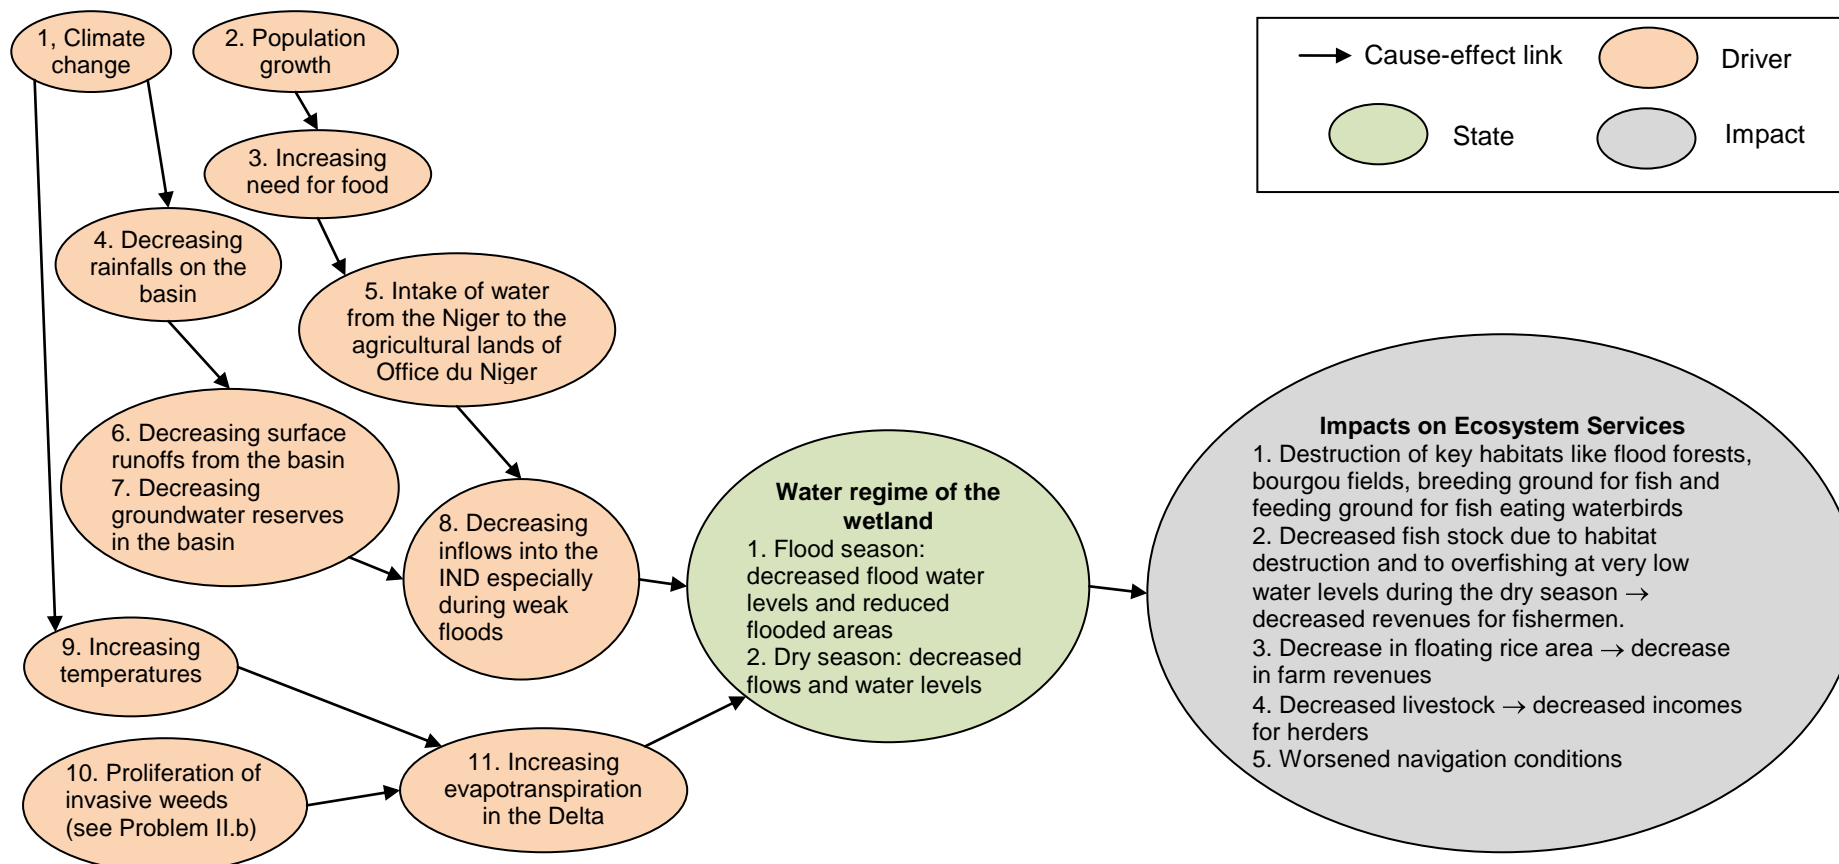 1, Climate
change
2. Population
growth
Cause-effect link
Driver
State
Impact
3. Increasing
need for food
4. Decreasing
rainfalls on the
basin
5. Intake of water
from the Niger to the
agricultural lands of
Office du Niger
6. Decreasing surface
runoffs from the basin
7. Decreasing
groundwater reserves
in the basin
8. Decreasing
inflows into the
IND especially
during weak
floods
9. Increasing
temperatures
10. Proliferation of
invasive weeds
(see Problem II.b)
11. Increasing
evapotranspiration
in the Delta
Water regime of the
wetland
1. Flood season:
decreased flood water
levels and reduced
flooded areas
2. Dry season: decreased
flows and water levels
Impacts on Ecosystem Services
1. Destruction of key habitats like flood forests,
bourgou fields, breeding ground for fish and
feeding ground for fish eating waterbirds
2. Decreased fish stock due to habitat
destruction and to overfishing at very low
water levels during the dry season →
decreased revenues for fishermen.
3. Decrease in floating rice area → decrease
in farm revenues
4. Decreased livestock → decreased incomes
for herders
5. Worsened navigation conditions